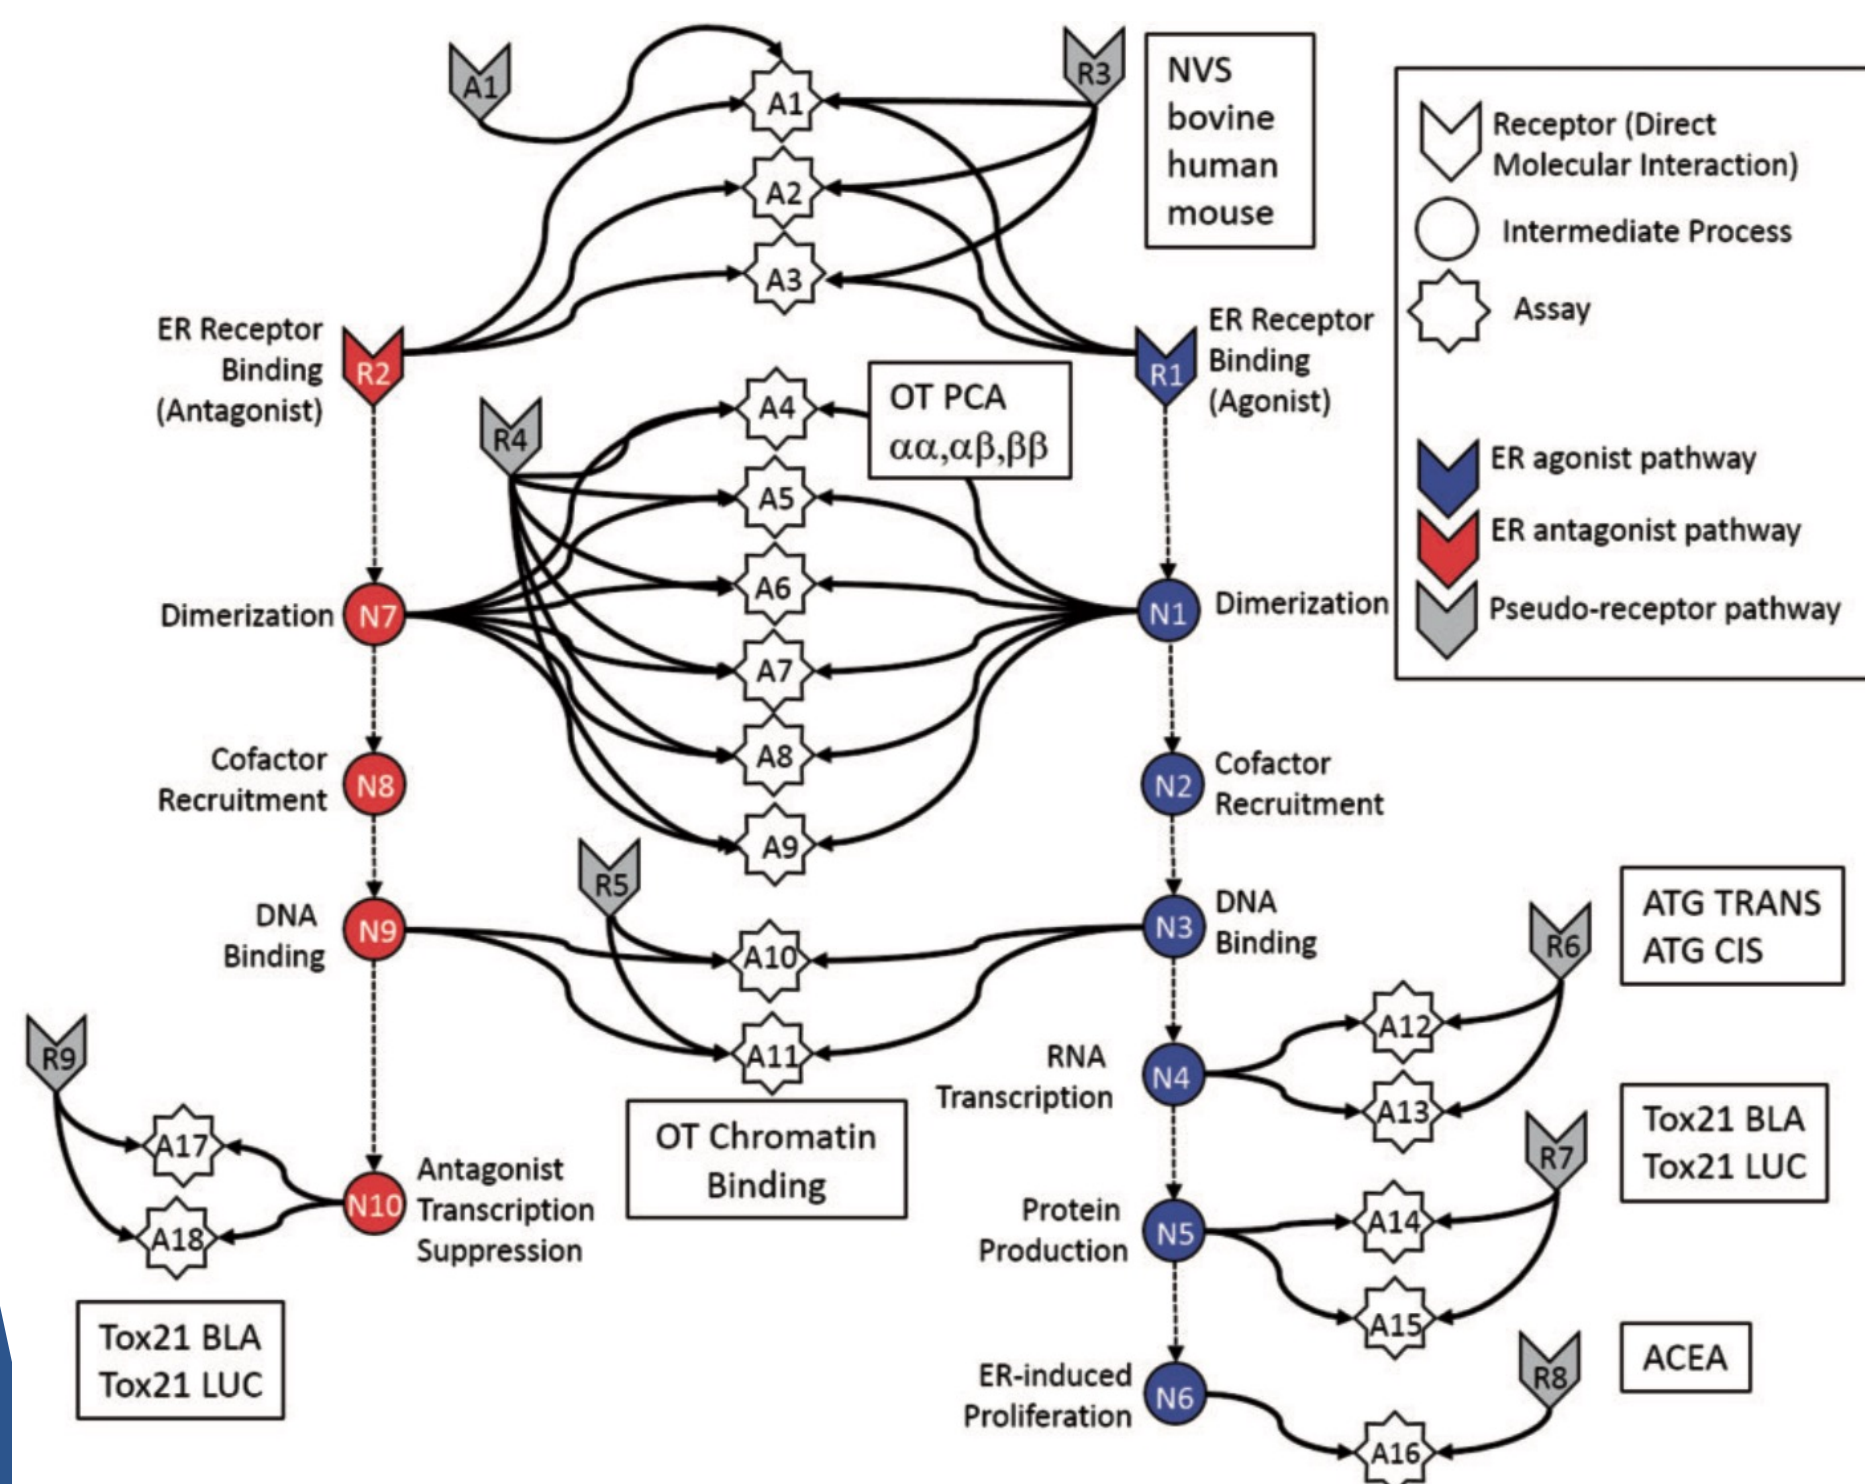 A1
A1
R3
NVS
bovine
human
mouse
A2
A3
Receptor (Direct
Molecular Interaction)
Intermediate Process
Assay
ER agonist pathway
ER antagonist pathway
Pseudo-receptor pathway
ER Receptor
Binding
(Antagonist)
R2
R1
ER Receptor
Binding
(Agonist)
R4
A4
OT PCA
αα,αβ,ββ
A5
A6
A7
A8
A9
Dimerization
N7
N1
Dimerization
Cofactor
Recruitment
N8
N2
Cofactor
Recruitment
R5
DNA
Binding
N9
A10
A11
N3
DNA
Binding
OT Chromatin
Binding
R6
ATG TRANS
ATG CIS
A12
A13
RNA
Transcription
N4
R9
A17
A18
N10
Antagonist
Transcription
Suppression
Tox21 BLA
Tox21 LUC
R7
Tox21 BLA
Tox21 LUC
Protein
Production
N5
A14
A15
ER-induced
Proliferation
N6
R8
ACEA
A16